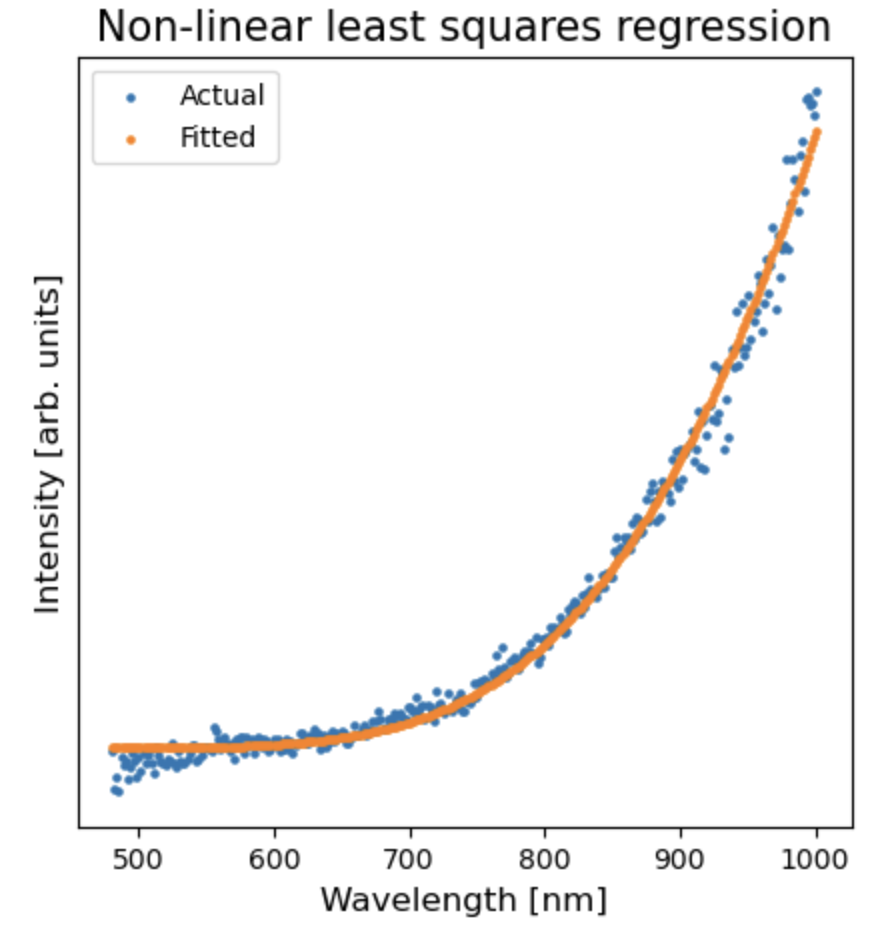 Non-linear least squares regression
Actual
Fitted
Intensity [arb. units]
500 600 700 800 900 1000
Wavelength [nm]